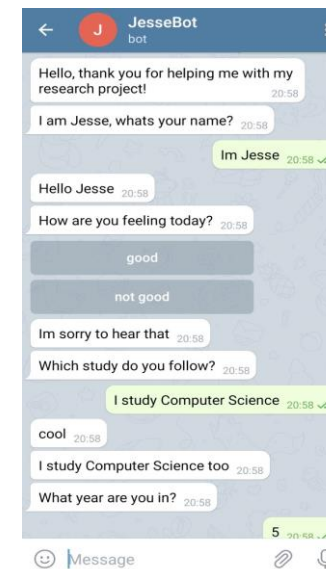 J
JesseBot
bot
Hello, thank you for helping me with my
research project! 20:58
I am Jesse, whats your name? 20:58
Im Jesse 20:58
Hello Jesse 20:58
How are you feeling today? 20:58
good
not good
Im sorry to hear that 20:58
Which study do you follow? 20:58
I study Computer Science 20:58
cool 20:58
I study Computer Science too 20:58
What year are you in? 20:58
5 20:58
Message